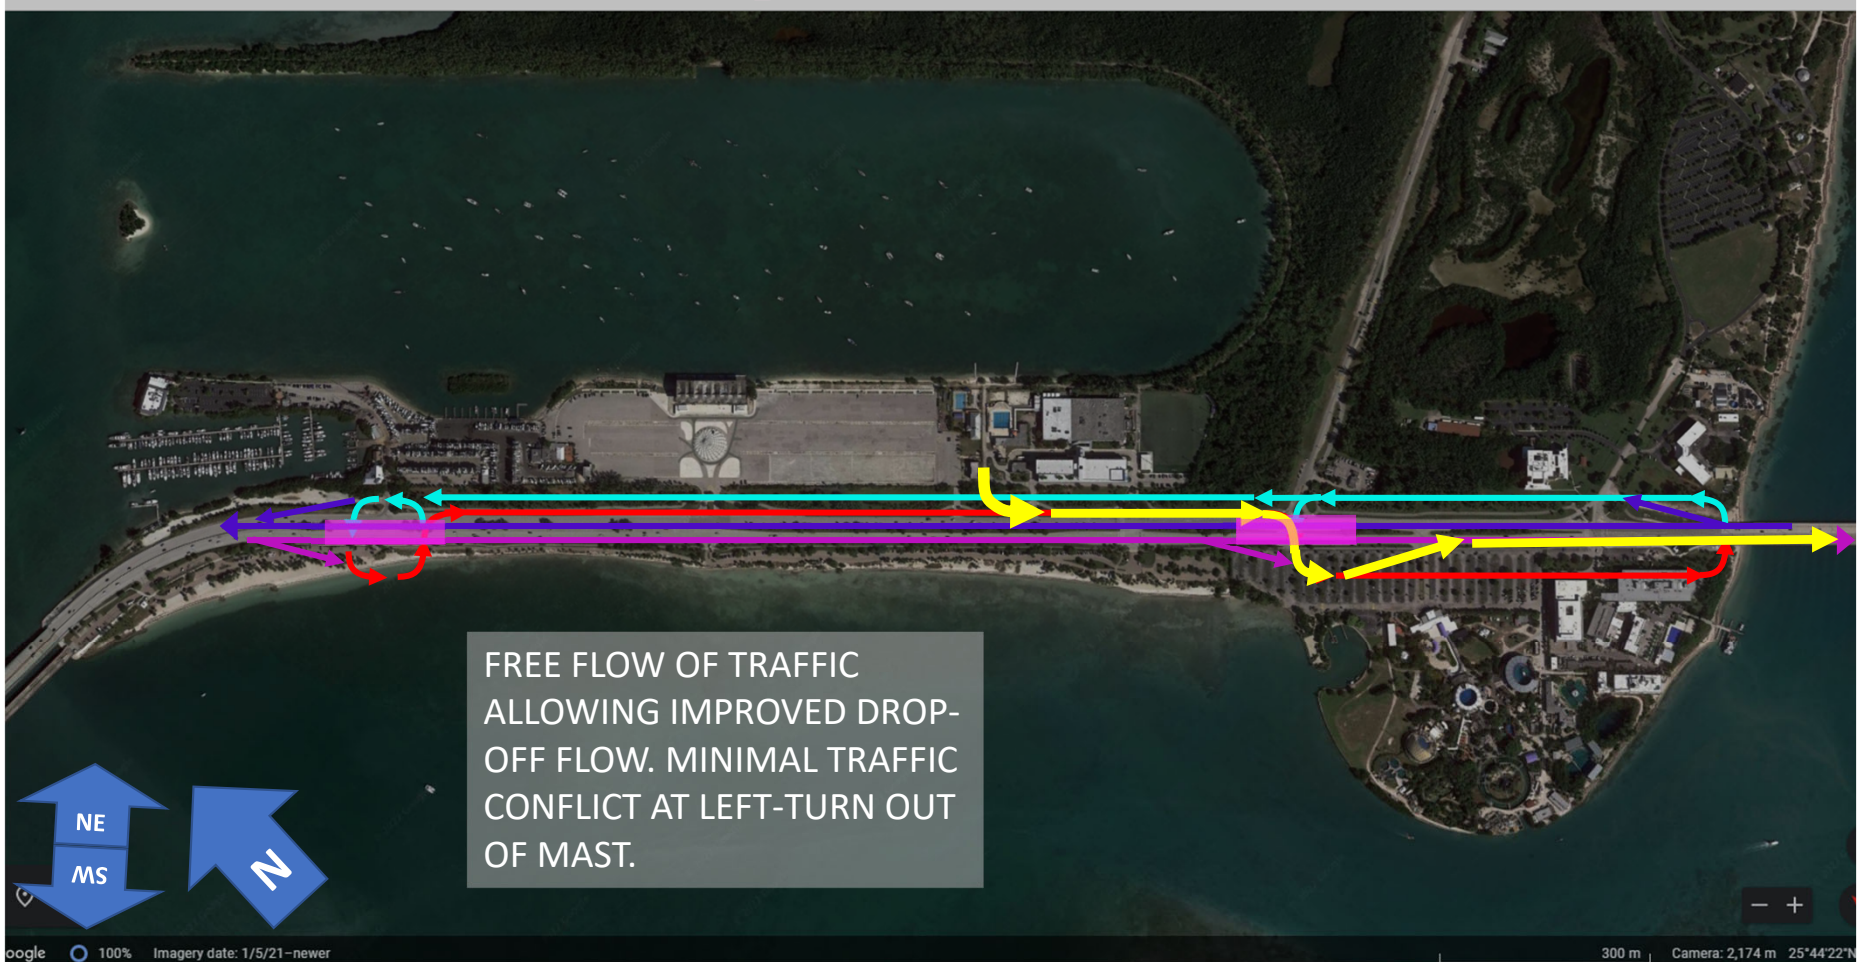 FREE FLOW OF TRAFFIC
ALLOWING IMPROVED DROP-
OFF FLOW. MINIMAL TRAFFIC
CONFLICT AT LEFT-TURN OUT
OF MAST.
NE
SW
N
oogle 100% Imagery date: 1/5/21–newer 300 m Camera: 2,174 m 25°44'22"N